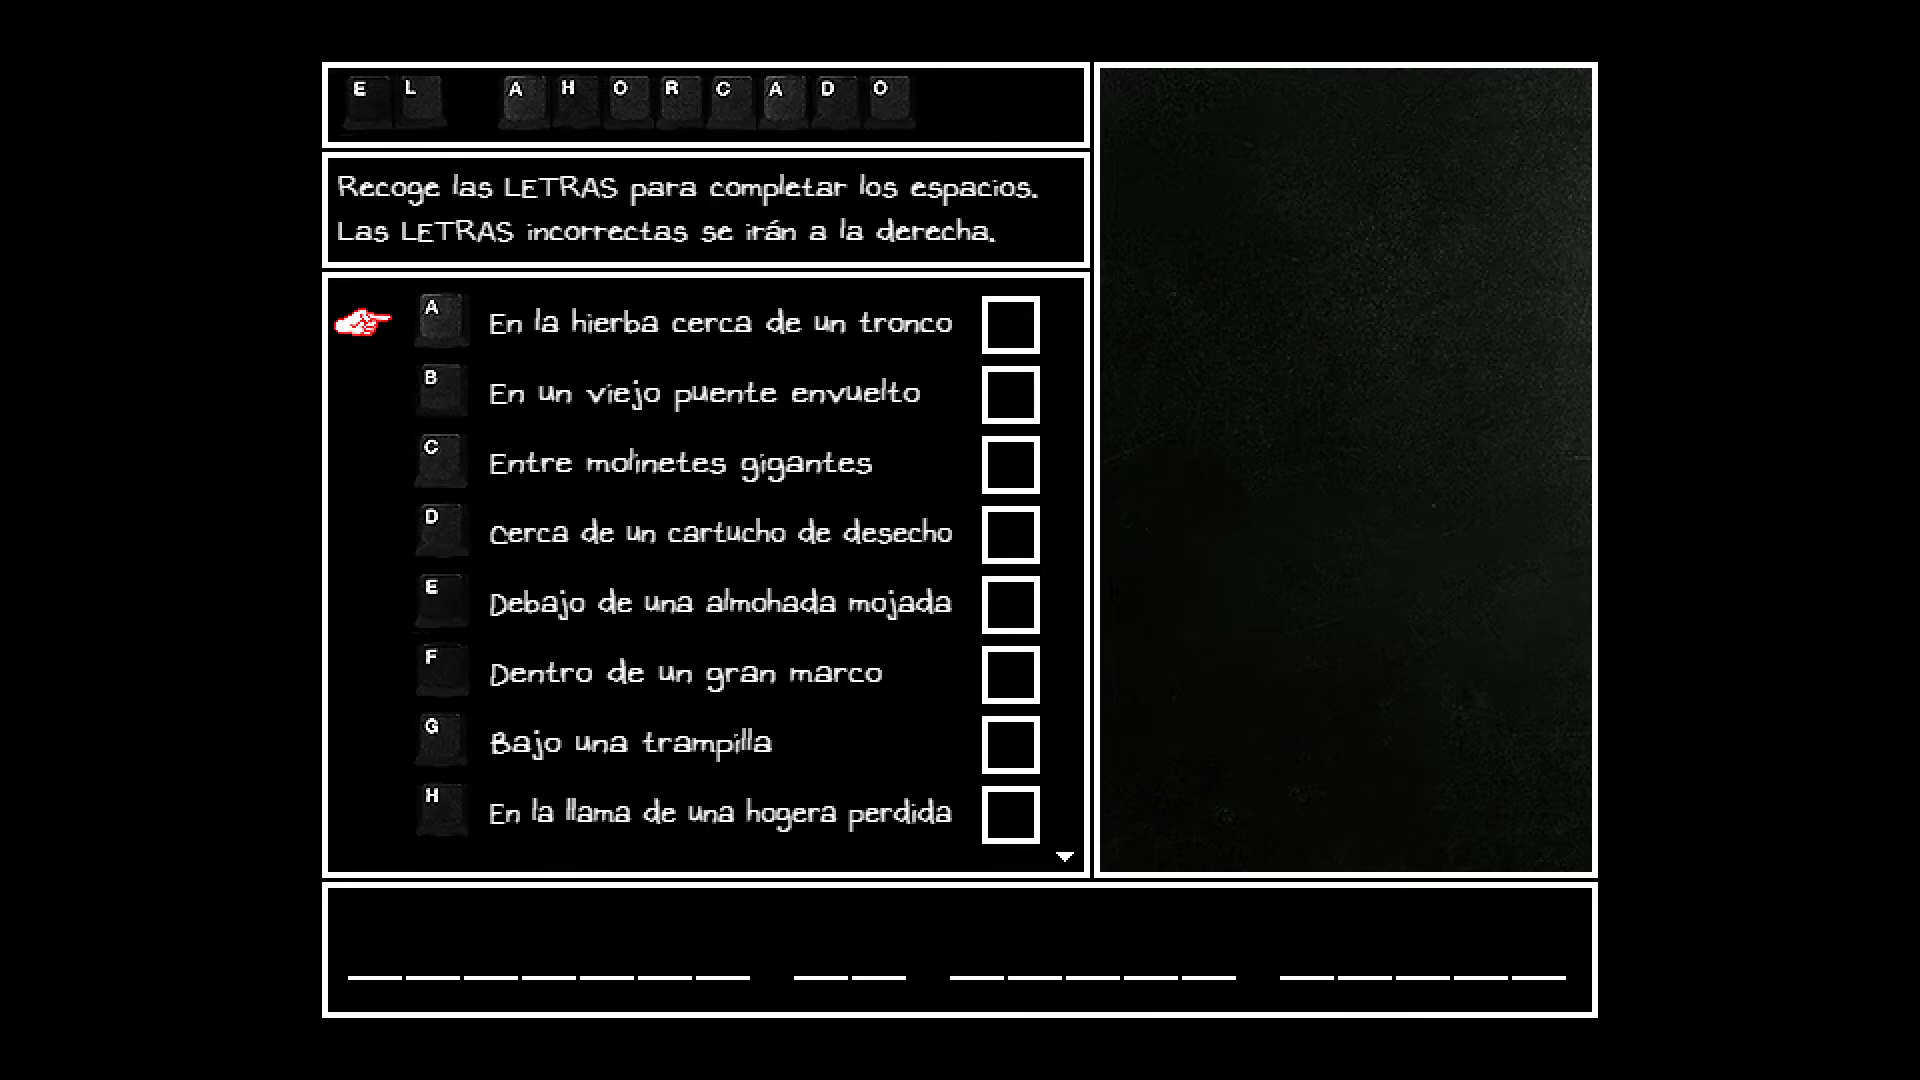 EL AHORCADO
Recoge las LETRAS para completar los espacios.
Las LETRAS incorrectas se irán a la derecha.
A En la hierba cerca de un tronco
B En un viejo puente envuelto
C Entre molinetes gigantes
D Cerca de un cartucho de desecho
E Debajo de una almohada mojada
F Dentro de un gran marco
G Bajo una trampilla
H En la llama de una hogera perdida